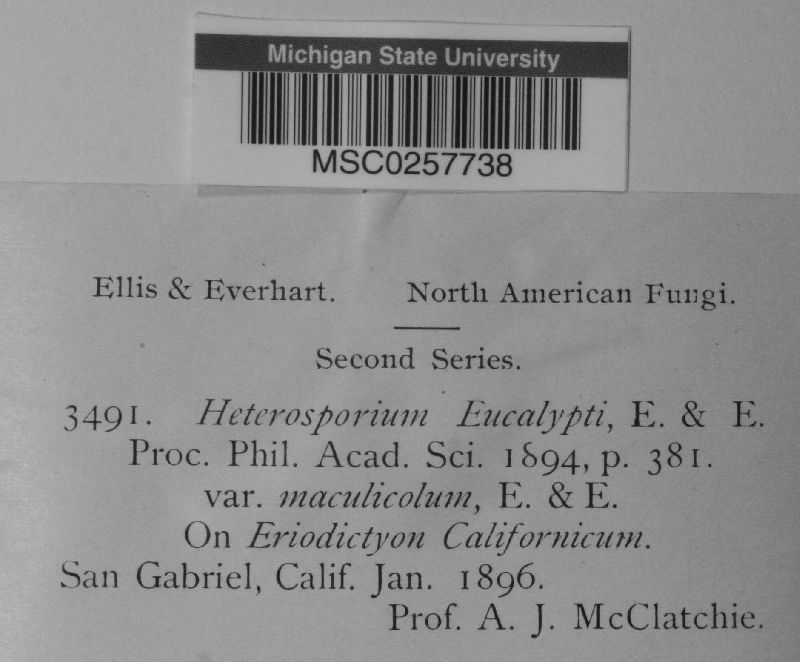 Michigan State University
MSC0257738
Ellis & Everhart. North American Fungi.
Second Series.
3491. Heterosporium Eucalypti, E. & E.
Proc. Phil. Acad. Sci. 1894, p. 381.
var. maculicolum, E. & E.
On Eriodictyon Californicum.
San Gabriel, Calif. Jan. 1896.
Prof. A. J. McClatchie.